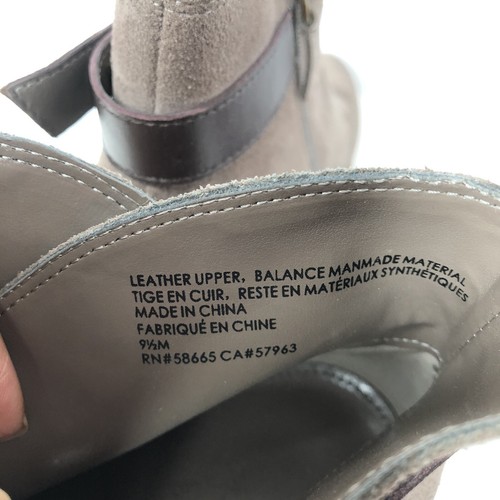 LEATHER UPPER, BALANCE MANMADE MATERIAL
TIGE EN CUIR, RESTE EN MATÉRIAUX SYNTHÉTIQUES
MADE IN CHINA
FABRIQUÉ EN CHINE
9½M
RN#58665 CA#57963